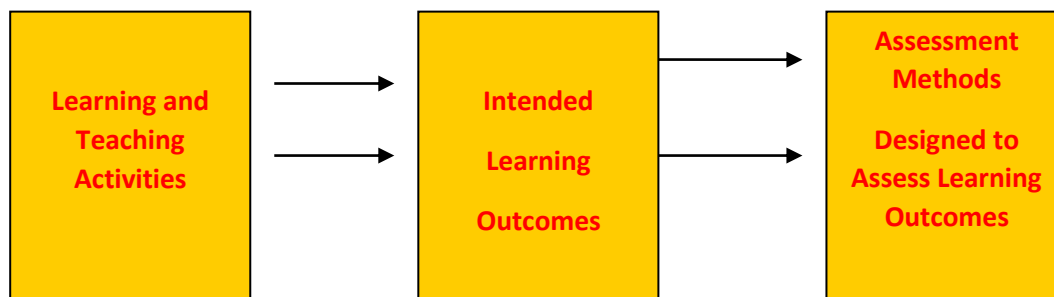 Learning and
Teaching
Activities
Intended
Learning
Outcomes
Assessment
Methods
Designed to
Assess Learning
Outcomes